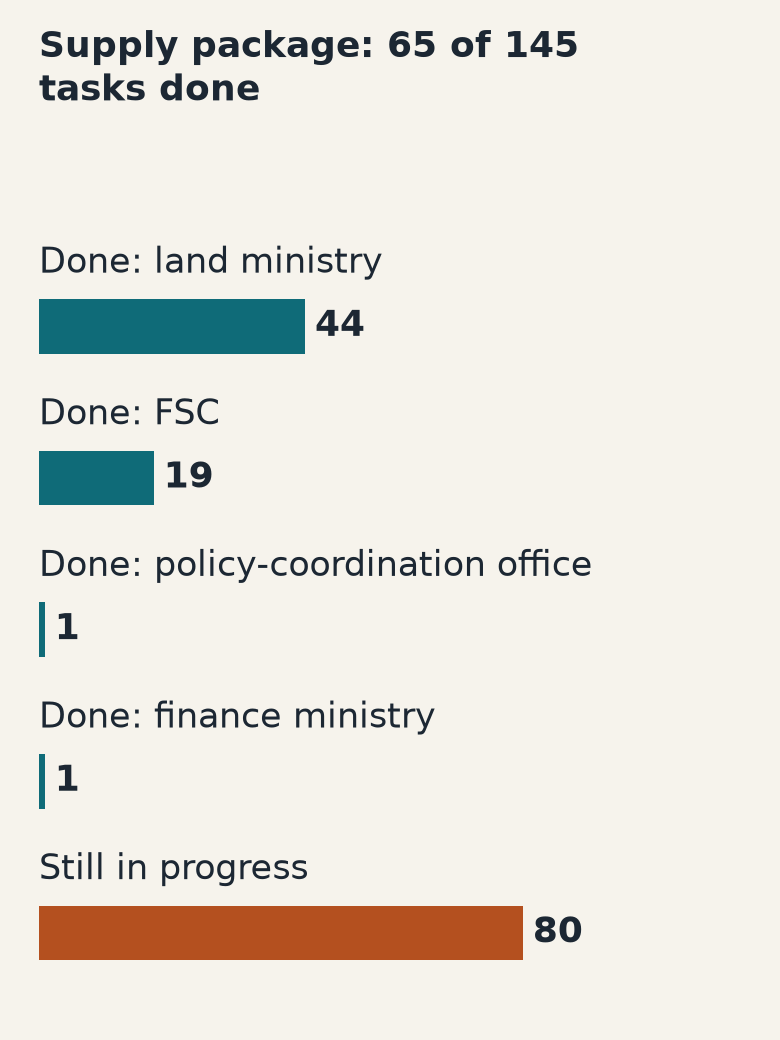 Supply package: 65 of 145
tasks done
Done: land ministry
44
Done: FSC
19
Done: policy-coordination office
1
Done: finance ministry
1
Still in progress
80